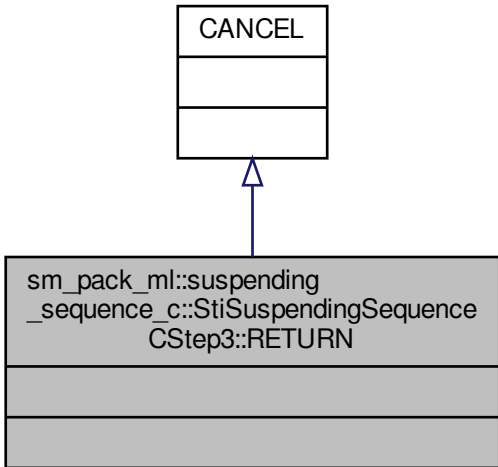 CANCEL
sm_pack_ml::suspending
_sequence_c::StiSuspendingSequence
CStep3::RETURN